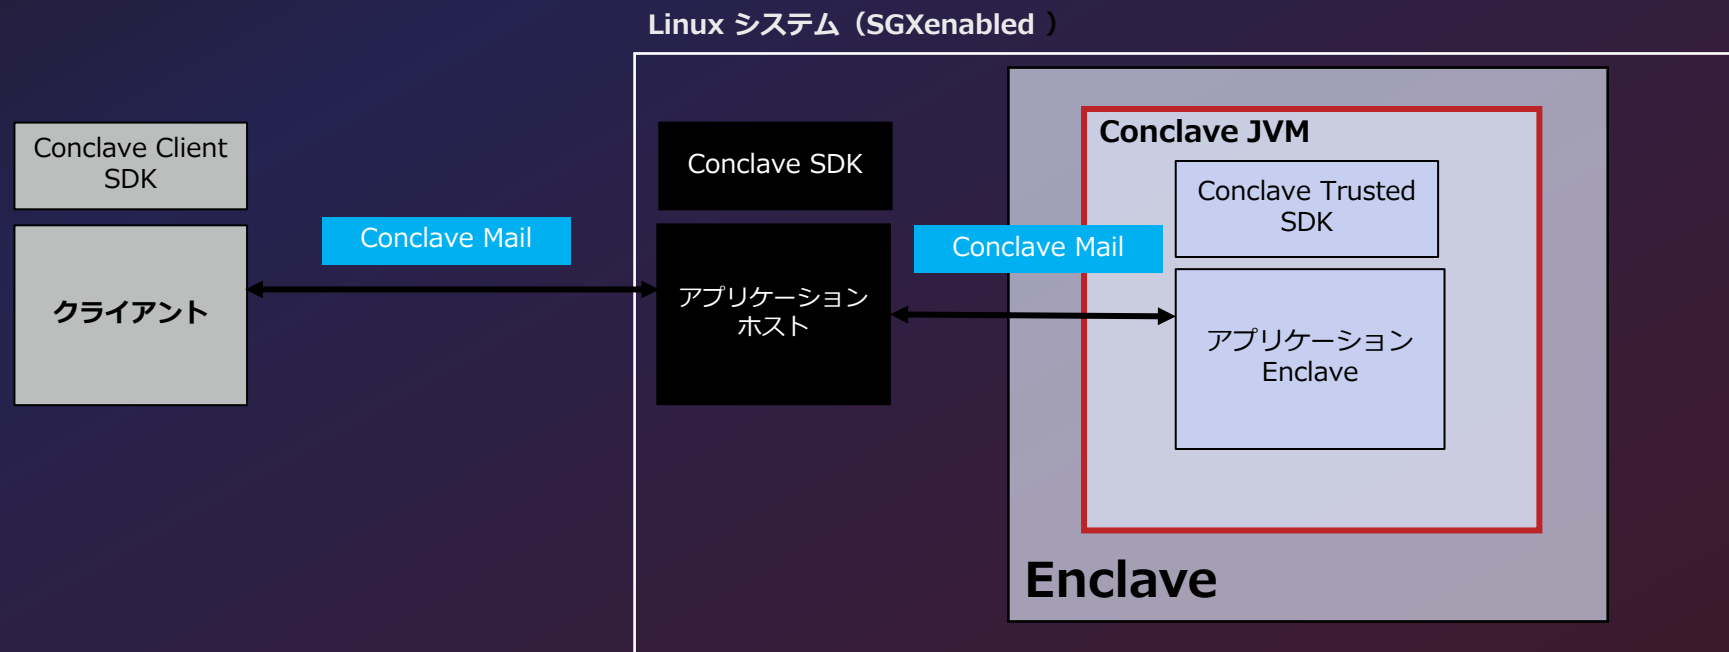 Linux システム（SGXenabled ）
Conclave Client
SDK
クライアント
Conclave Mail
Conclave SDK
アプリケーション
ホスト
Conclave Mail
Conclave JVM
Conclave Trusted
SDK
アプリケーション
Enclave
Enclave